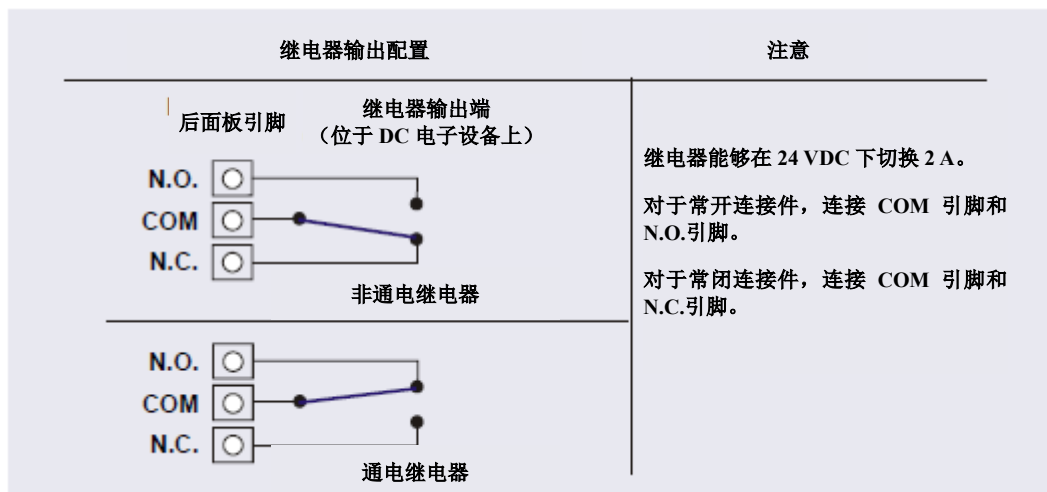 继电器输出配置
注意
后面板引脚
继电器输出端
（位于 DC 电子设备上）
N.O.
COM
N.C.
非通电继电器
N.O.
COM
N.C.
通电继电器
继电器能够在 24 VDC 下切换 2 A。
对于常开连接件，连接 COM 引脚和
N.O.引脚。
对于常闭连接件，连接 COM 引脚和
N.C.引脚。